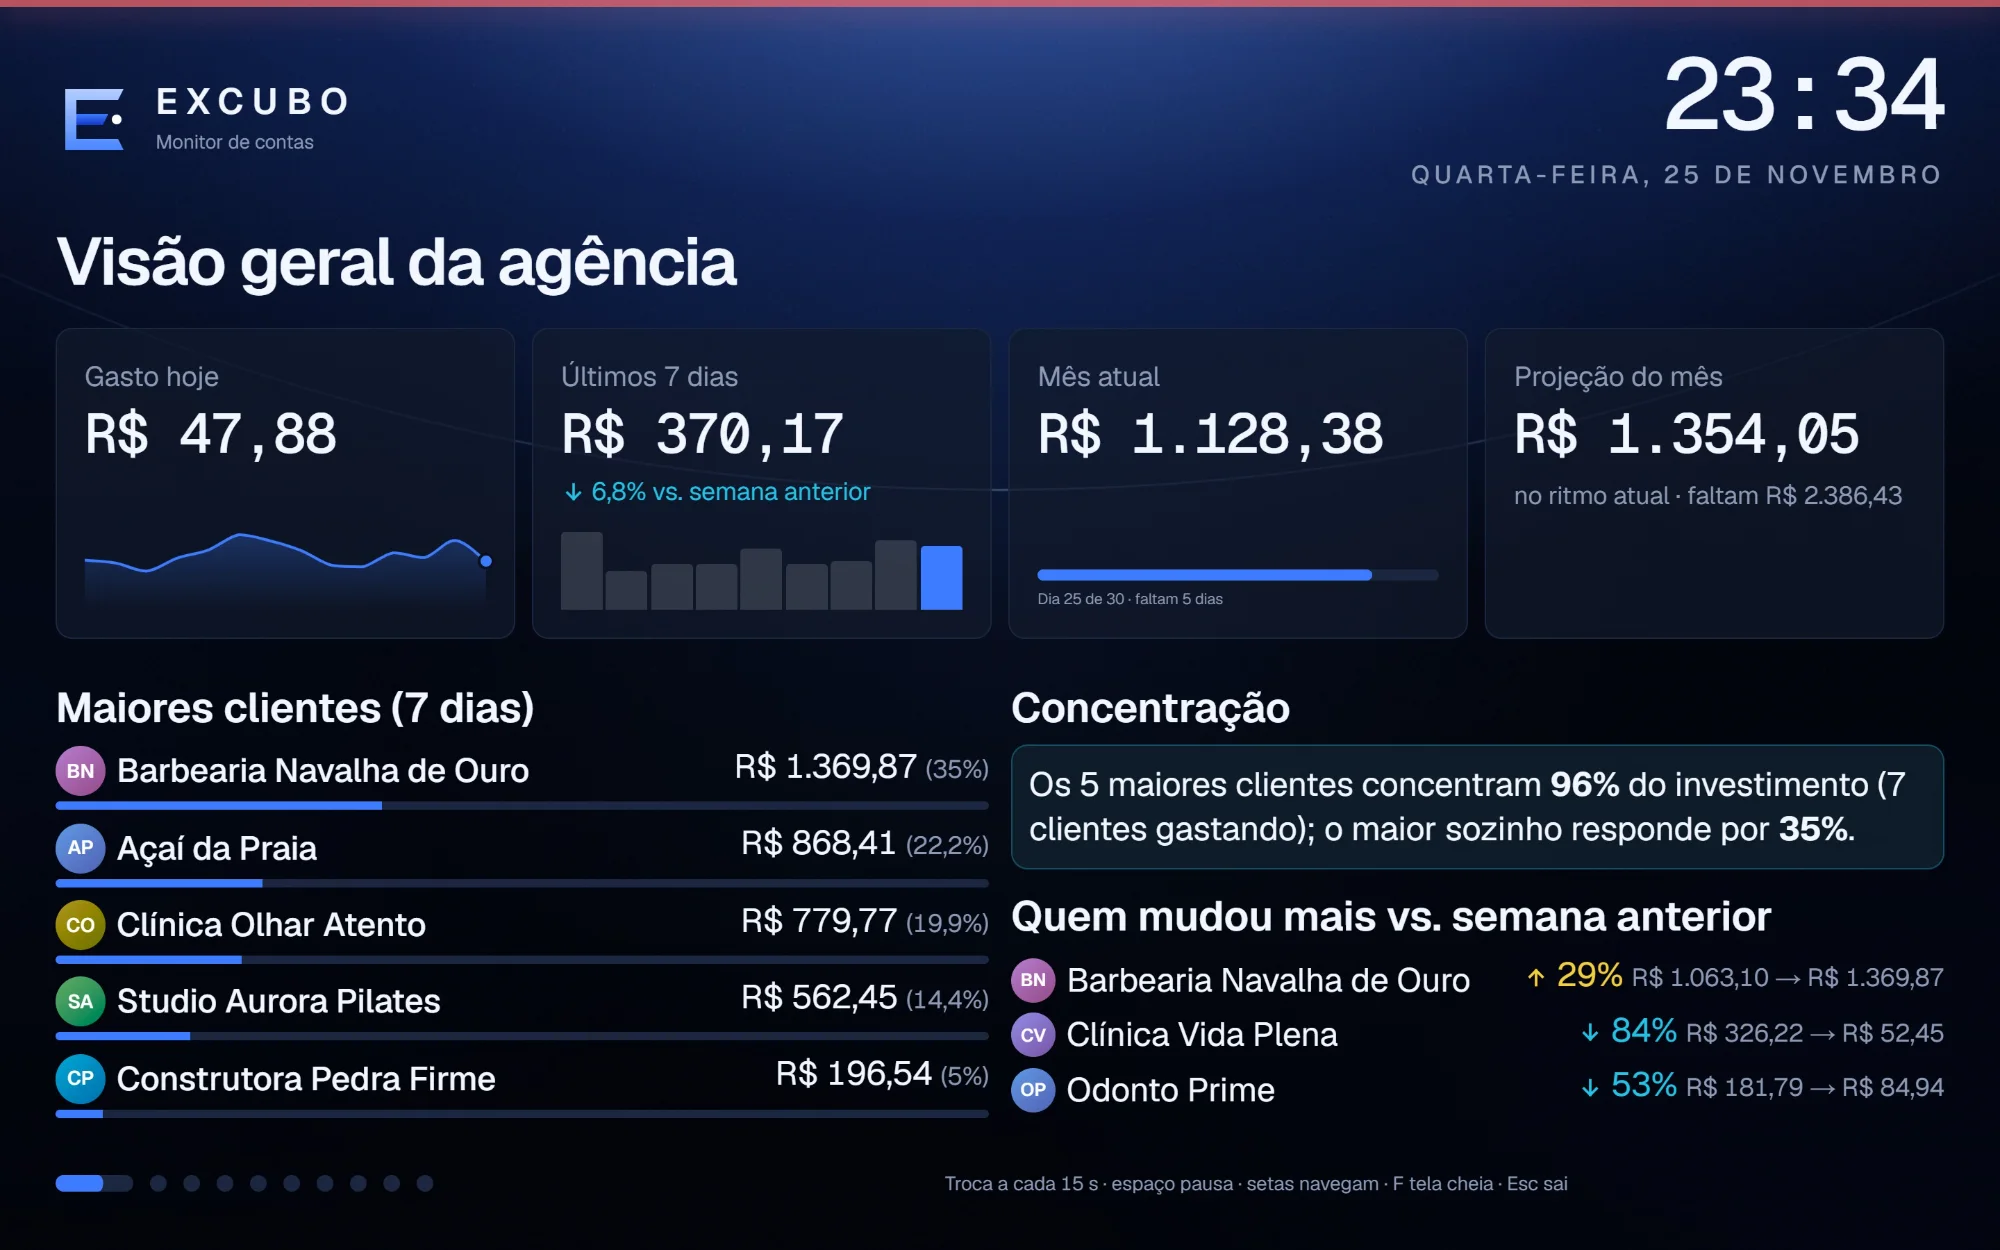 EXCUBO
Monitor de contas
23:34
QUARTA-FEIRA, 25 DE NOVEMBRO
Visão geral da agência
Gasto hoje
R$ 47,88
Últimos 7 dias
R$ 370,17
↓ 6,8% vs. semana anterior
Mês atual
R$ 1.128,38
Dia 25 de 30 · faltam 5 dias
Projeção do mês
R$ 1.354,05
no ritmo atual · faltam R$ 2.386,43
Maiores clientes (7 dias)
BN Barbearia Navalha de Ouro R$ 1.369,87 (35%)
AP Açaí da Praia R$ 868,41 (22,2%)
CO Clínica Olhar Atento R$ 779,77 (19,9%)
SA Studio Aurora Pilates R$ 562,45 (14,4%)
CP Construtora Pedra Firme R$ 196,54 (5%)
Concentração
Os 5 maiores clientes concentram 96% do investimento (7
clientes gastando); o maior sozinho responde por 35%.
Quem mudou mais vs. semana anterior
BN Barbearia Navalha de Ouro ↑ 29% R$ 1.063,10 → R$ 1.369,87
CV Clínica Vida Plena ↓ 84% R$ 326,22 → R$ 52,45
OP Odonto Prime ↓ 53% R$ 181,79 → R$ 84,94
Troca a cada 15 s · espaço pausa · setas navegam · F tela cheia · Esc sai